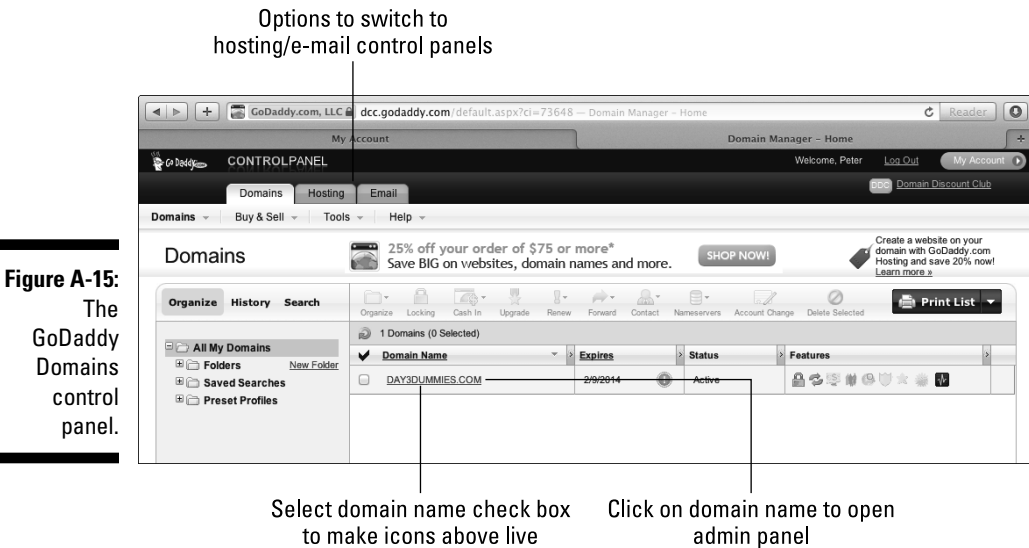 Options to switch to
hosting/e-mail control panels
GoDaddy.com, LLC dcc.godaddy.com/default.aspx?ci=73648 — Domain Manager – Home
Reader
My Account
Domain Manager – Home
Go Daddy.com
CONTROLPANEL
Welcome, Peter
Log Out
My Account
Domains
Hosting
Email
DDC Domain Discount Club
Domains
Buy & Sell
Tools
Help
Domains
25% off your order of $75 or more*
Save BIG on websites, domain names and more.
SHOP NOW!
Create a website on your
domain with GoDaddy.com
Hosting and save 20% now!
Learn more »
Organize
History
Search
Organize
Locking
Cash In
Upgrade
Renew
Forward
Contact
Nameservers
Account Change
Delete Selected
Print List
1 Domains (0 Selected)
All My Domains
Folders
New Folder
Saved Searches
Preset Profiles
Domain Name
Expires
Status
Features
DAY3DUMMIES.COM
2/9/2014
Active
Figure A-15:
The
GoDaddy
Domains
control
panel.
Select domain name check box
to make icons above live
Click on domain name to open
admin panel